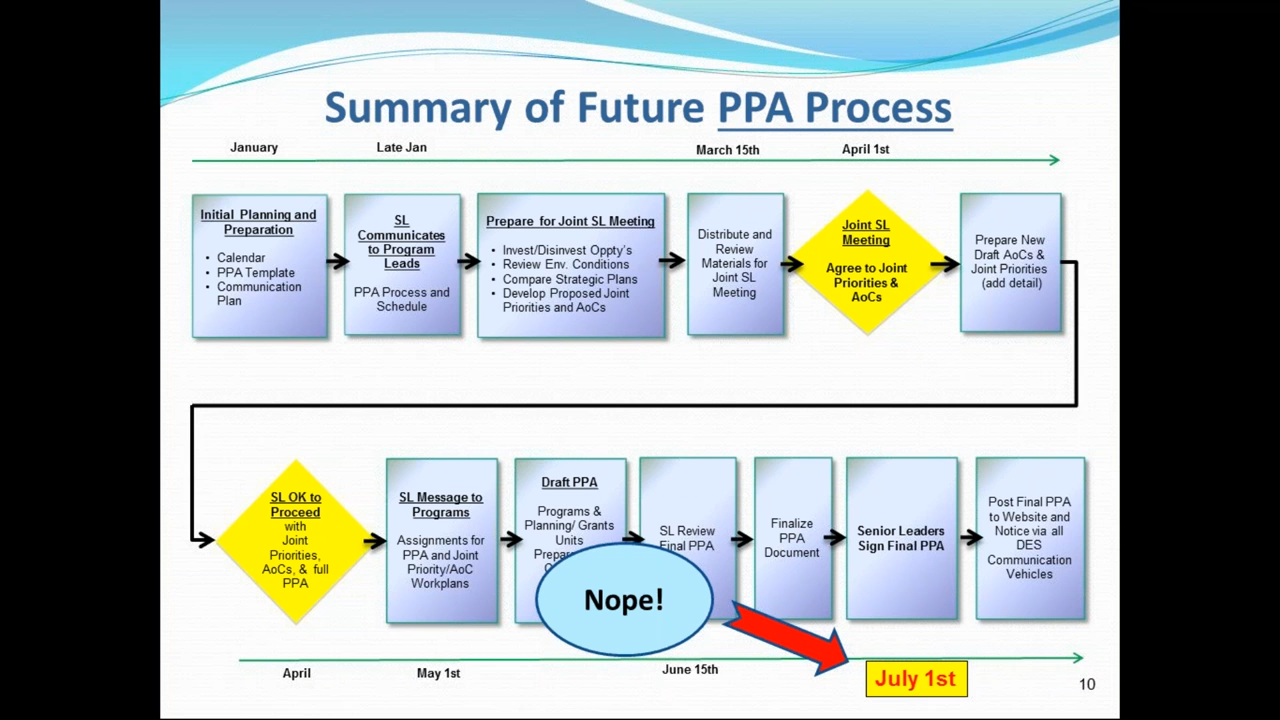 Summary of Future PPA Process
January
Late Jan
March 15th
April 1st
Initial Planning and
Preparation
• Calendar
• PPA Template
• Communication
Plan
SL
Communicates
to Program
Leads
PPA Process and
Schedule
Prepare for Joint SL Meeting
• Invest/Disinvest Oppty's
• Review Env. Conditions
• Compare Strategic Plans
• Develop Proposed Joint
Priorities and AoCs
Distribute and
Review
Materials for
Joint SL
Meeting
Joint SL
Meeting
Agree to Joint
Priorities &
AoCs
Prepare New
Draft AoCs &
Joint Priorities
(add detail)
SL OK to
Proceed
with
Joint
Priorities,
AoCs, & full
PPA
SL Message to
Programs
Assignments for
PPA and Joint
Priority/AoC
Workplans
Draft PPA
Programs &
Planning/ Grants
Units
SL Review
Final PPA
Finalize
PPA
Document
Senior Leaders
Sign Final PPA
Post Final PPA
to Website and
Notice via all
DES
Communication
Vehicles
Nope!
April
May 1st
June 15th
July 1st
10